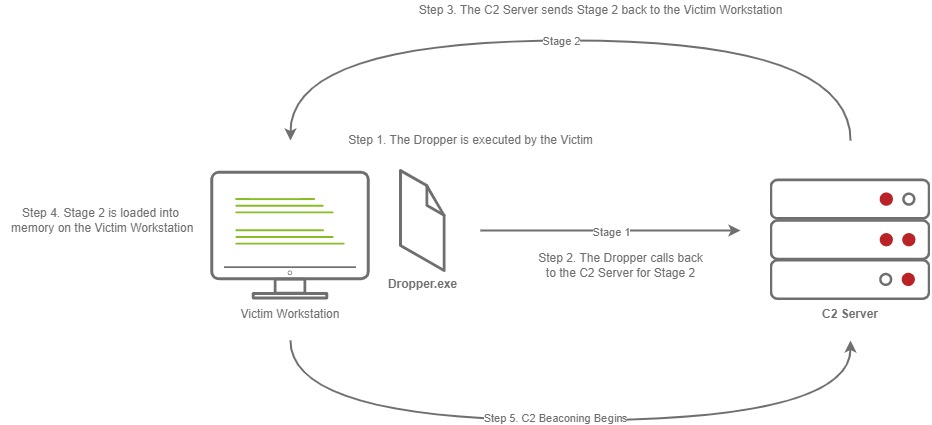 Step 3. The C2 Server sends Stage 2 back to the Victim Workstation
Stage 2
Step 1. The Dropper is executed by the Victim
Step 4. Stage 2 is loaded into
memory on the Victim Workstation
Stage 1
Step 2. The Dropper calls back
to the C2 Server for Stage 2
Dropper.exe
Victim Workstation
C2 Server
Step 5. C2 Beaconing Begins